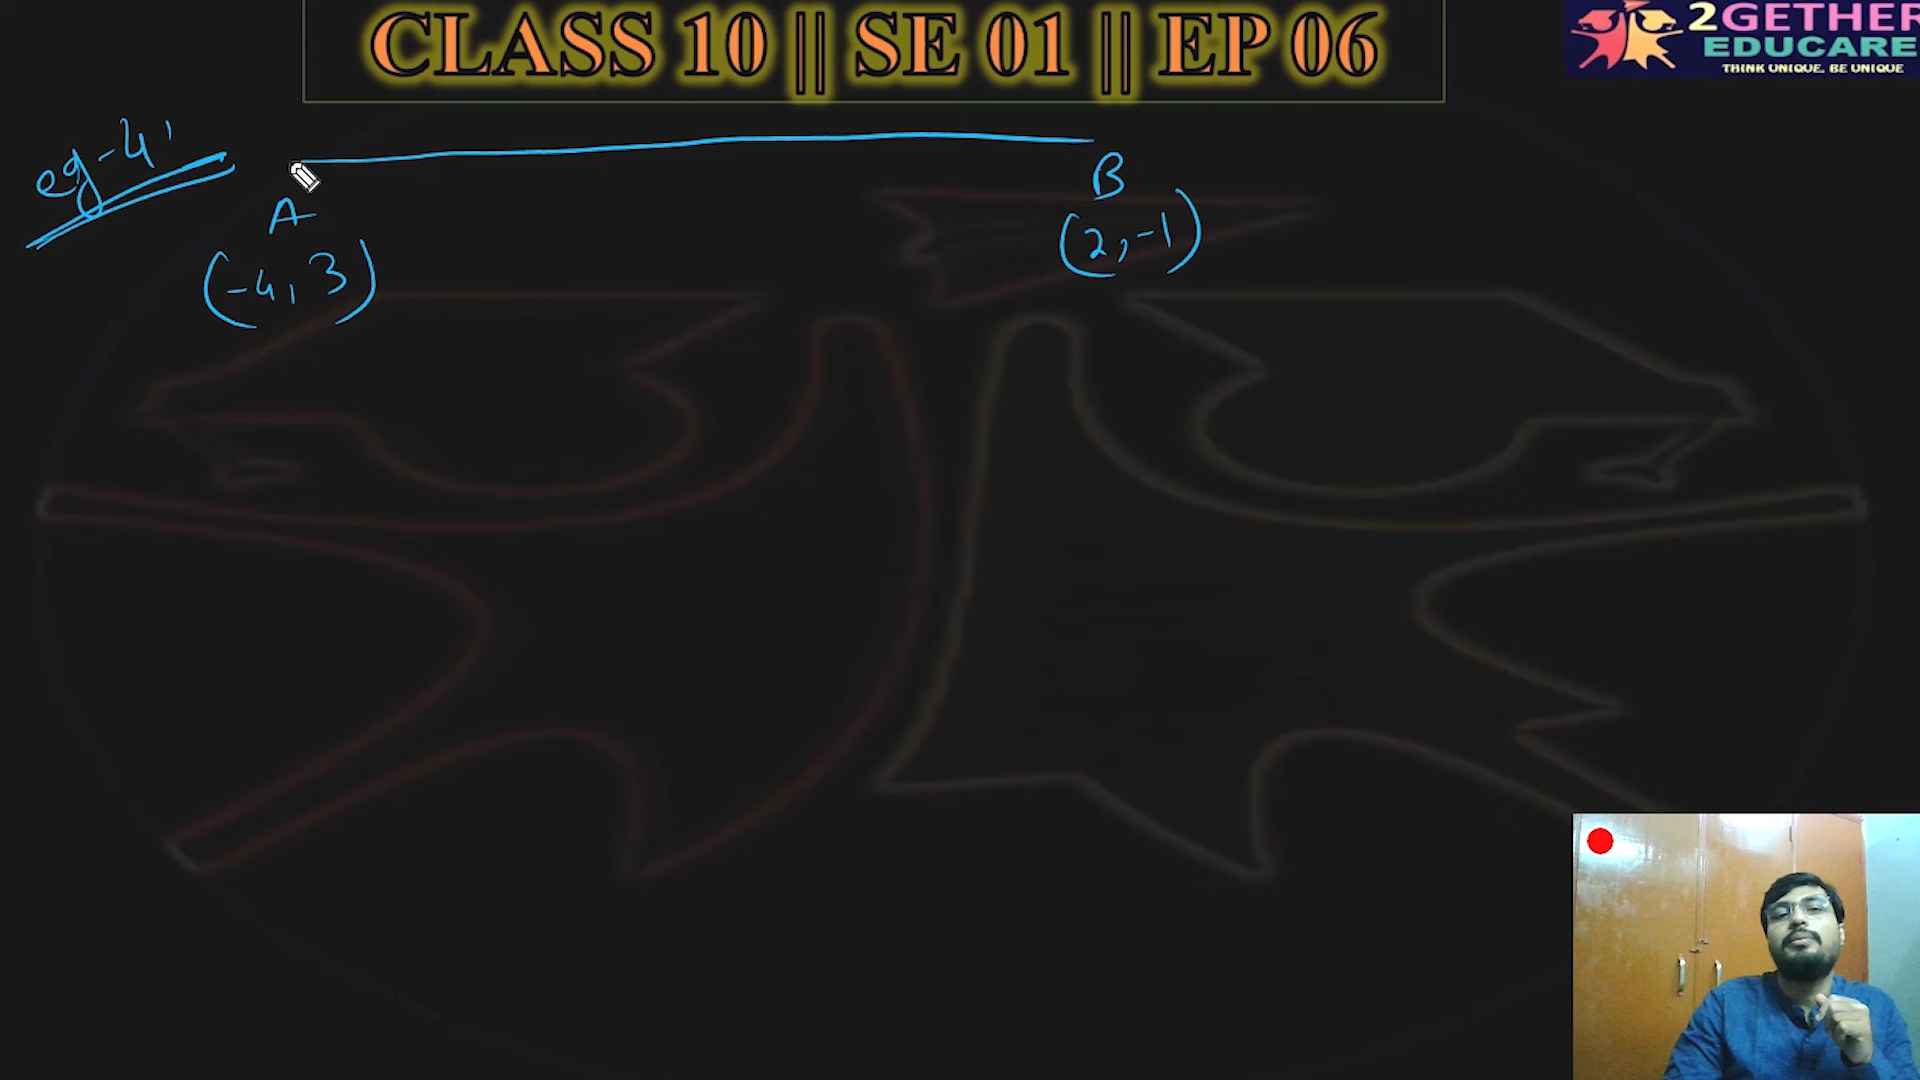 CLASS 10 || SE 01 || EP 06
2GETHER
EDUCARE
THINK UNIQUE, BE UNIQUE
eg-4'
A
B
(-4, 3)
(2, -1)